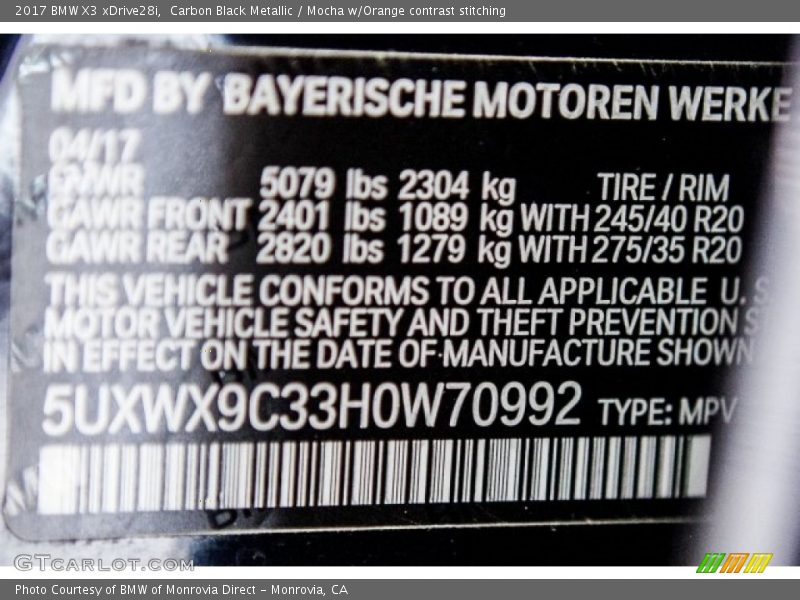 2017 BMW X3 xDrive28i,  Carbon Black Metallic / Mocha w/Orange contrast stitching
MFD BY BAYERISCHE MOTOREN WERKE
04/17
GVWR 5079 lbs 2304 kg TIRE / RIM
GAWR FRONT 2401 lbs 1089 kg WITH 245/40 R20
GAWR REAR 2820 lbs 1279 kg WITH 275/35 R20
THIS VEHICLE CONFORMS TO ALL APPLICABLE U. S
MOTOR VEHICLE SAFETY AND THEFT PREVENTION S
IN EFFECT ON THE DATE OF MANUFACTURE SHOWN
5UXWX9C33H0W70992 TYPE: MPV
GTCARLOT.COM
Photo Courtesy of BMW of Monrovia Direct - Monrovia, CA